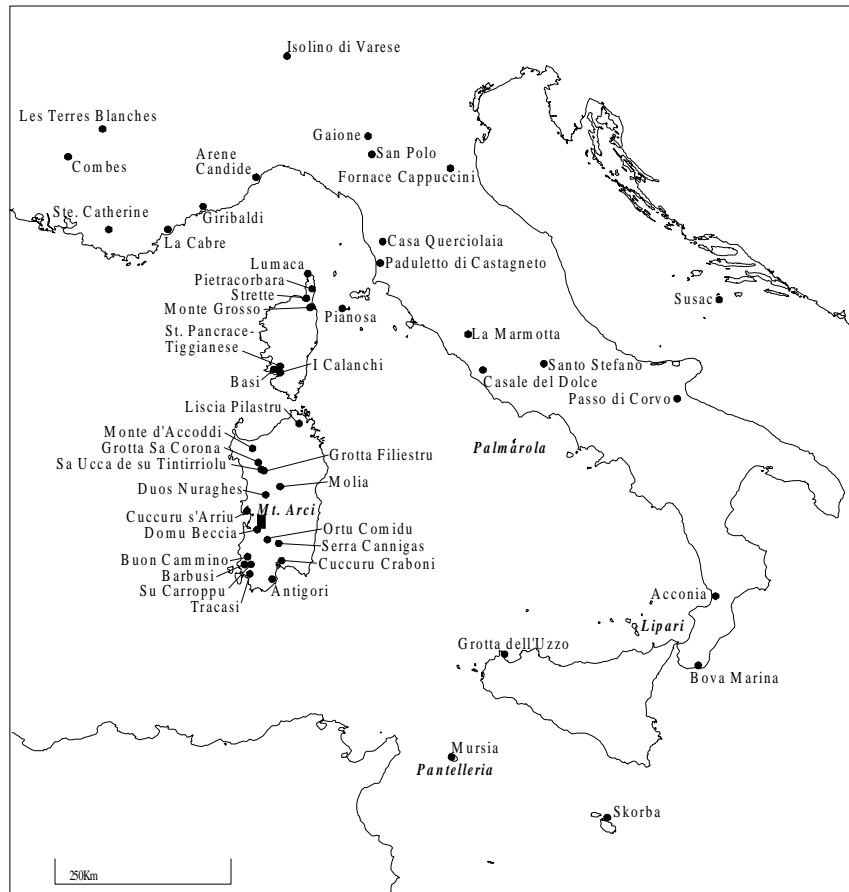 Isolino di Varese
Les Terres Blanches
Gaione
San Polo
Combes
Arene
Candide
Fornace Cappuccini
Ste. Catherine
Giribaldi
La Cabre
Casa Querciolaia
Paduletto di Castagneto
Lumaca
Pietracorbara
Strette
Monte Grosso
Pianosa
Susac
St. Pancrace-
Tiggianese
La Marmotta
I Calanchi
Santo Stefano
Basi
Casale del Dolce
Passo di Corvo
Liscia Pilastru
Monte d'Accoddi
Grotta Sa Corona
Palmarola
Sa Ucca de su Tintirriolu
Grotta Filiestru
Duos Nuraghes
Molia
Cuccuru s'Arriu
Mt. Arci
Domu Beccia
Ortu Comidu
Serra Cannigas
Buon Cammino
Cuccuru Craboni
Barbusi
Su Carroppu
Antigori
Tracasi
Acconia
Lipari
Grotta dell'Uzzo
Bova Marina
Mursia
Pantelleria
Skorba
250Km